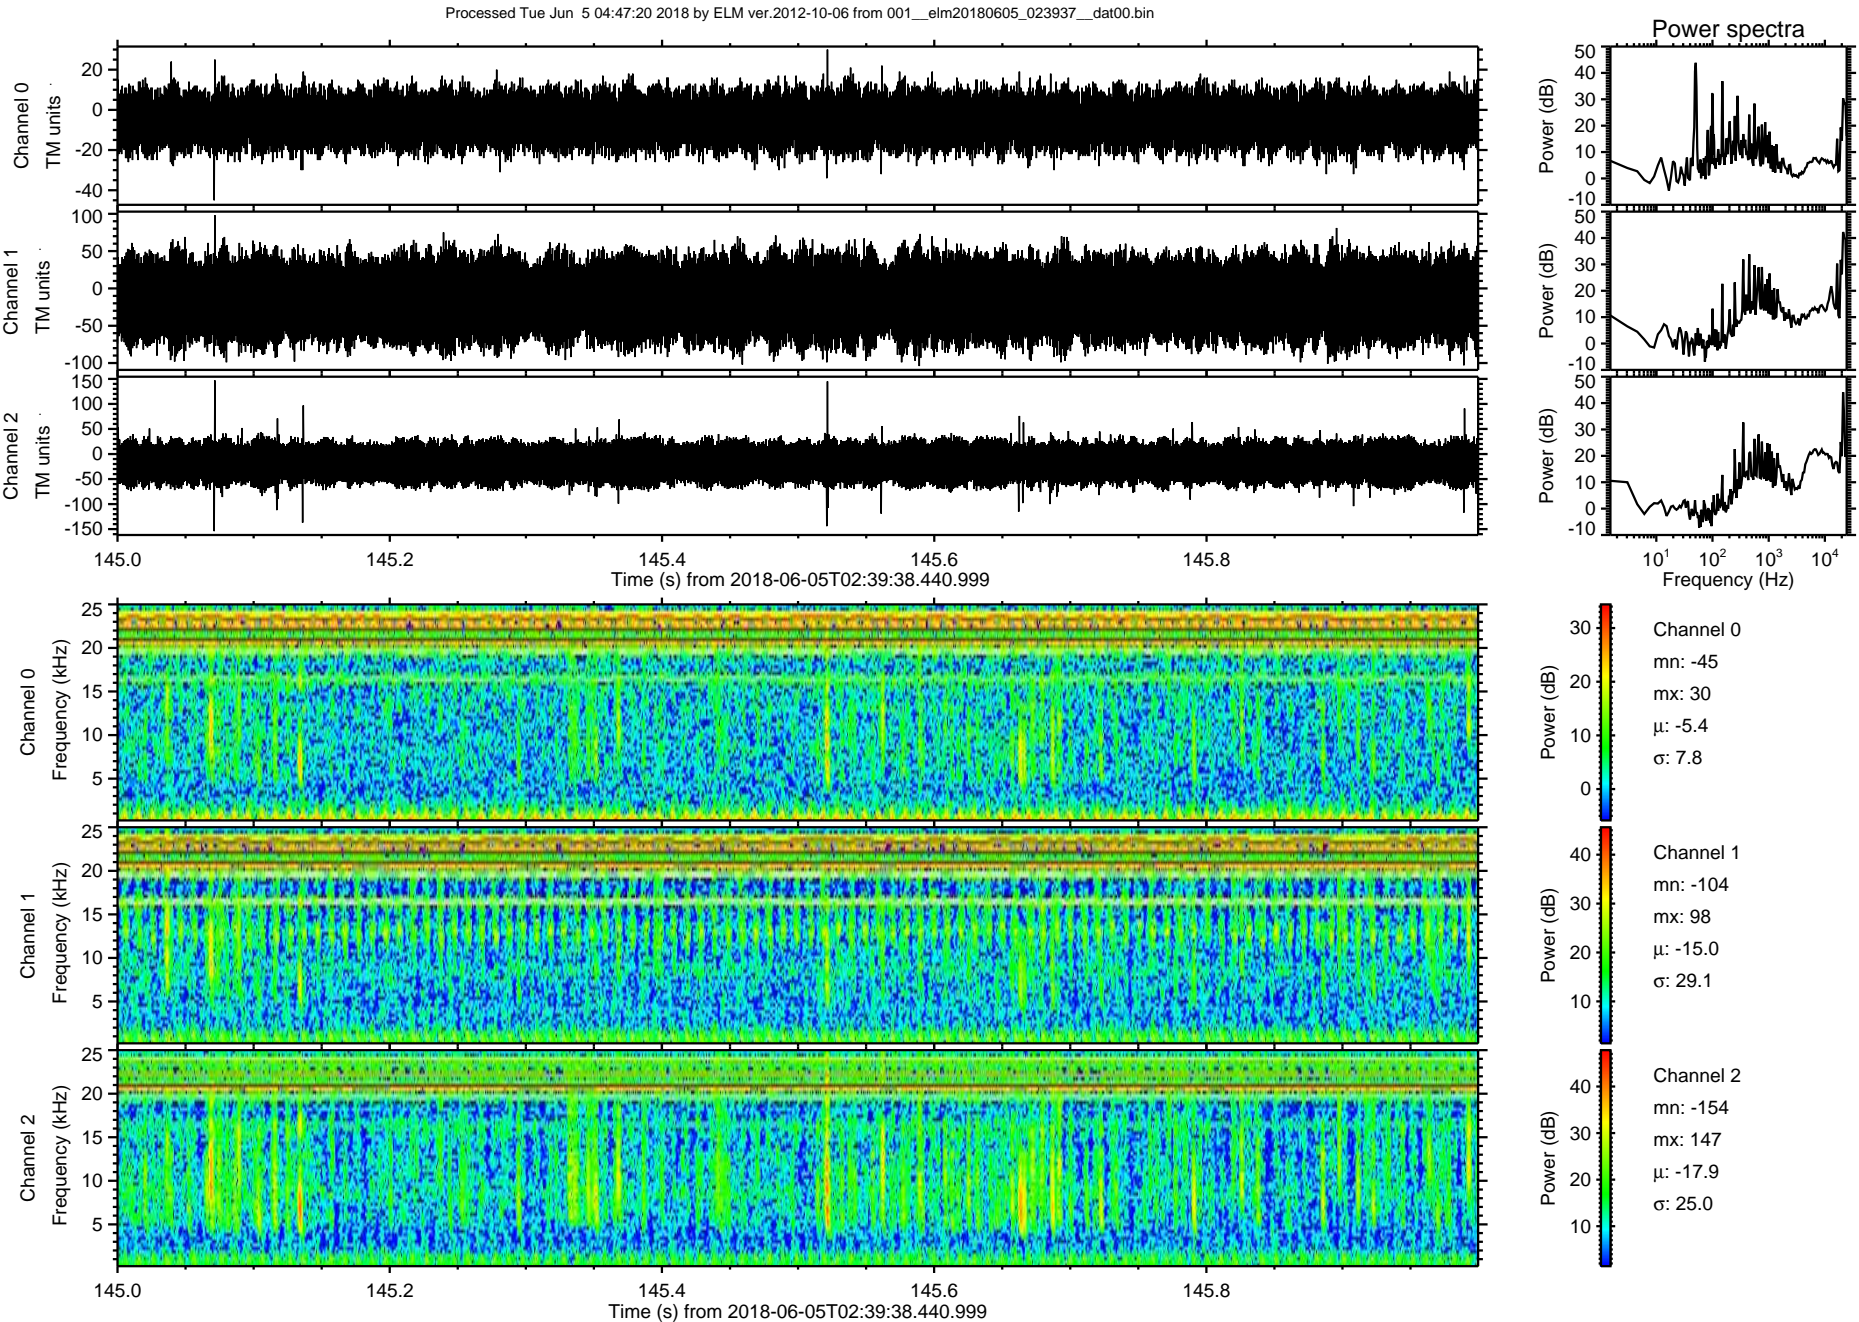 Processed Tue Jun  5 04:47:20 2018 by ELM ver.2012-10-06 from 001__elm20180605_023937__dat00.bin
Power spectra
Channel 0
TM units
20
0
-20
-40
Power (dB)
50
40
30
20
10
0
-10
Channel 1
TM units
100
50
0
-50
-100
Power (dB)
50
40
30
20
10
0
-10
Channel 2
TM units
150
100
50
0
-50
-100
-150
Power (dB)
50
40
30
20
10
0
-10
145.0 145.2 145.4 145.6 145.8
Time (s) from 2018-06-05T02:39:38.440.999
10^1 10^2 10^3 10^4
Frequency (Hz)
Channel 0
Frequency (kHz)
25
20
15
10
5
Power (dB)
30
20
10
0
Channel 0
mn: -45
mx: 30
µ: -5.4
σ: 7.8
Channel 1
Frequency (kHz)
25
20
15
10
5
Power (dB)
40
30
20
10
Channel 1
mn: -104
mx: 98
µ: -15.0
σ: 29.1
Channel 2
Frequency (kHz)
25
20
15
10
5
Power (dB)
40
30
20
10
Channel 2
mn: -154
mx: 147
µ: -17.9
σ: 25.0
145.0 145.2 145.4 145.6 145.8
Time (s) from 2018-06-05T02:39:38.440.999